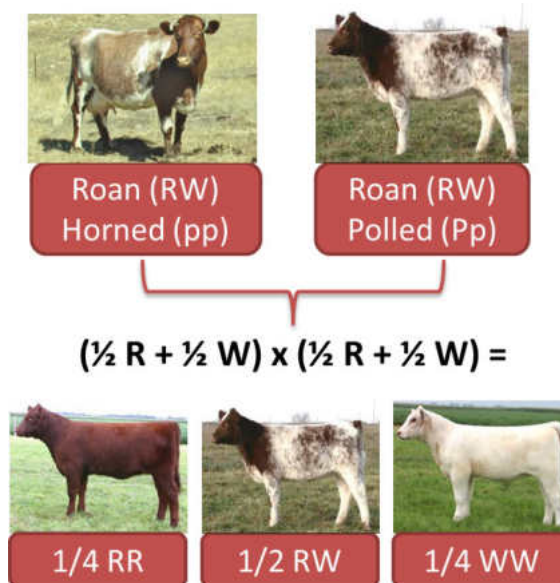 Roan (RW)
Horned (pp)
Roan (RW)
Polled (Pp)
(½ R + ½ W) x (½ R + ½ W) =
1/4 RR
1/2 RW
1/4 WW